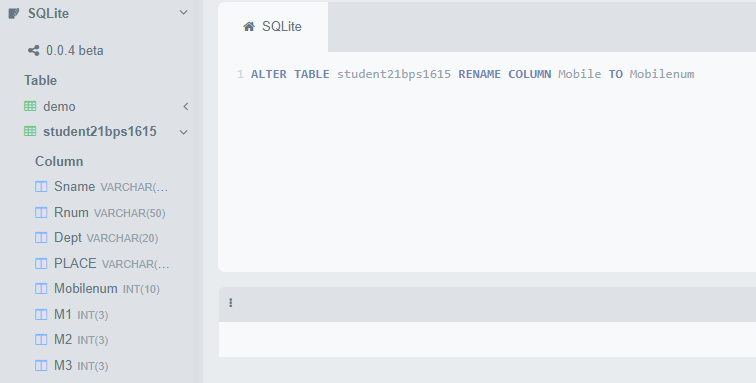 SQLite
0.0.4 beta
Table
demo
student21bps1615
Column
Sname VARCHAR(...
Rnum VARCHAR(50)
Dept VARCHAR(20)
PLACE VARCHAR(...
Mobilenum INT(10)
M1 INT(3)
M2 INT(3)
M3 INT(3)
SQLite
1 ALTER TABLE student21bps1615 RENAME COLUMN Mobile TO Mobilenum